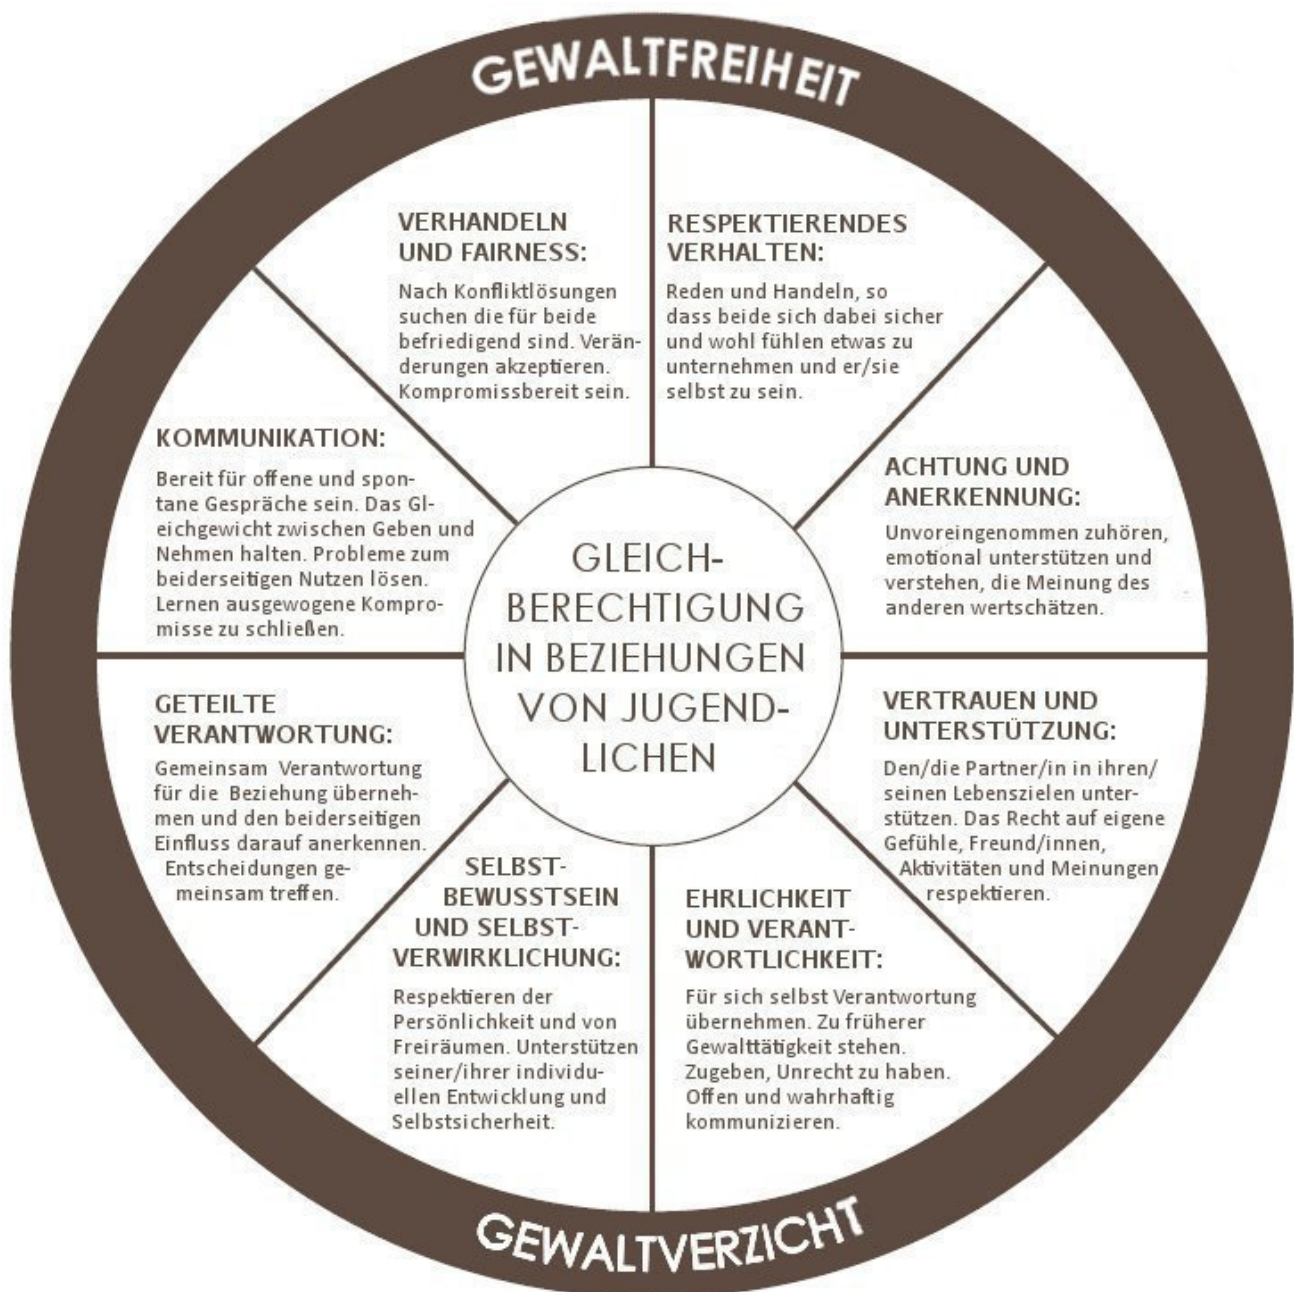 GEWALTFREIHEIT
VERHANDELN
UND FAIRNESS:
Nach Konfliktlösungen
suchen die für beide
befriedigend sind. Verän-
derungen akzeptieren.
Kompromissbereit sein.
RESPEKTIERENDES
VERHALTEN:
Reden und Handeln, so
dass beide sich dabei sicher
und wohl fühlen etwas zu
unternehmen und er/sie
selbst zu sein.
KOMMUNIKATION:
Bereit für offene und spon-
tane Gespräche sein. Das Gl-
eichgewicht zwischen Geben und
Nehmen halten. Probleme zum
beiderseitigen Nutzen lösen.
Lernen ausgewogene Kompro-
misse zu schließen.
ACHTUNG UND
ANERKENNUNG:
Unvoreingenommen zuhören,
emotional unterstützen und
verstehen, die Meinung des
anderen wertschätzen.
GLEICH-
BERECHTIGUNG
IN BEZIEHUNGEN
VON JUGEND-
LICHEN
GETEILTE
VERANTWORTUNG:
Gemeinsam Verantwortung
für die Beziehung überneh-
men und den beiderseitigen
Einfluss darauf anerkennen.
Entscheidungen ge-
meinsam treffen.
VERTRAUEN UND
UNTERSTÜTZUNG:
Den/die Partner/in in ihren/
seinen Lebenszielen unter-
stützen. Das Recht auf eigene
Gefühle, Freund/innen,
Aktivitäten und Meinungen
respektieren.
SELBST-
BEWUSSTSEIN
UND SELBST-
VERWIRKLICHUNG:
Respektieren der
Persönlichkeit und von
Freiräumen. Unterstützen
seiner/ihrer individu-
ellen Entwicklung und
Selbstsicherheit.
EHRLICHKEIT
UND VERANT-
WORTLICHKEIT:
Für sich selbst Verantwortung
übernehmen. Zu früherer
Gewalttätigkeit stehen.
Zugeben, Unrecht zu haben.
Offen und wahrhaftig
kommunizieren.
GEWALTVERZICHT